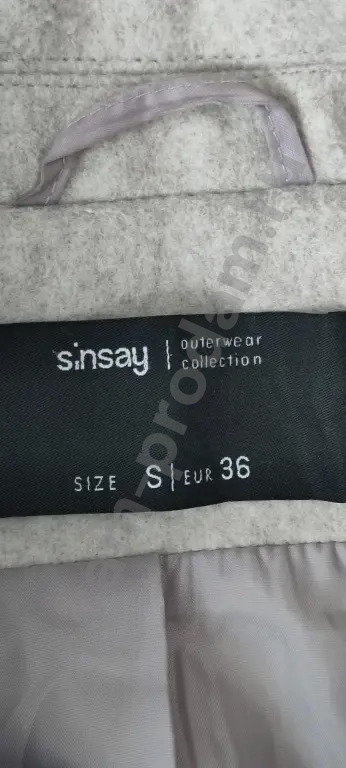 sinsay | outerwear
collection
SIZE S | EUR 36